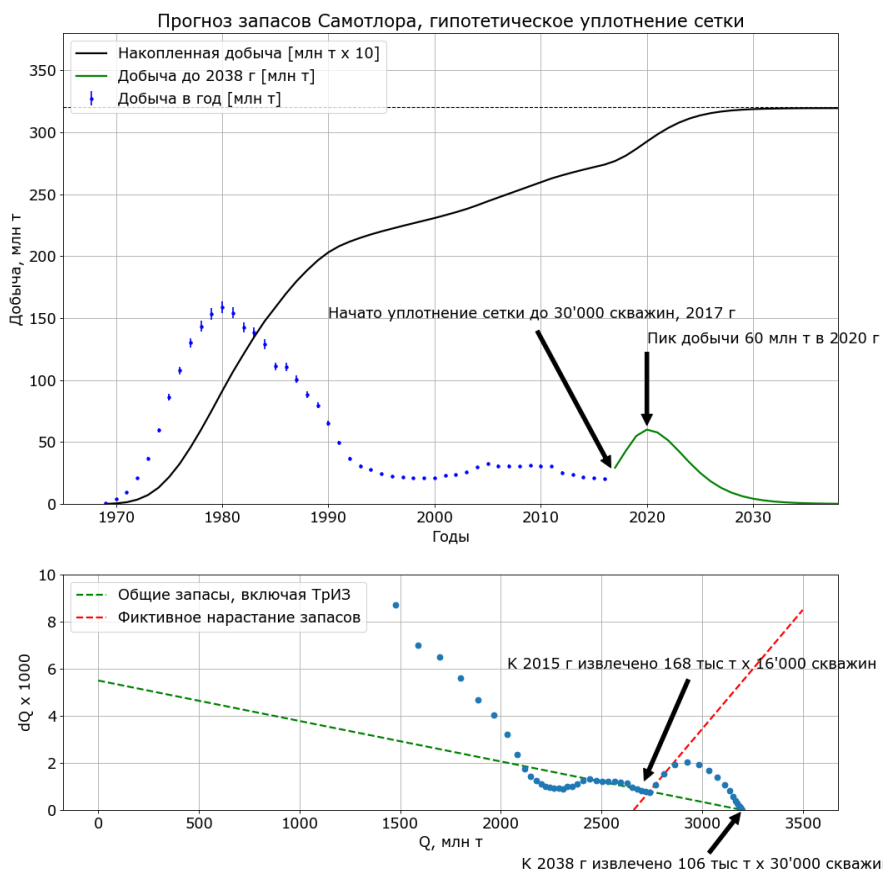 Прогноз запасов Самотлора, гипотетическое уплотнение сетки
Накопленная добыча [млн т x 10]
Добыча до 2038 г [млн т]
Добыча в год [млн т]
Добыча, млн т
350
300
250
200
150
100
50
0
Начато уплотнение сетки до 30'000 скважин, 2017 г
Пик добычи 60 млн т в 2020 г
1970 1980 1990 2000 2010 2020 2030
Годы
Общие запасы, включая ТрИЗ
Фиктивное нарастание запасов
dQ x 1000
10
8
6
4
2
0
К 2015 г извлечено 168 тыс т x 16'000 скважин
0 500 1000 1500 2000 2500 3000 3500
Q, млн т
К 2038 г извлечено 106 тыс т x 30'000